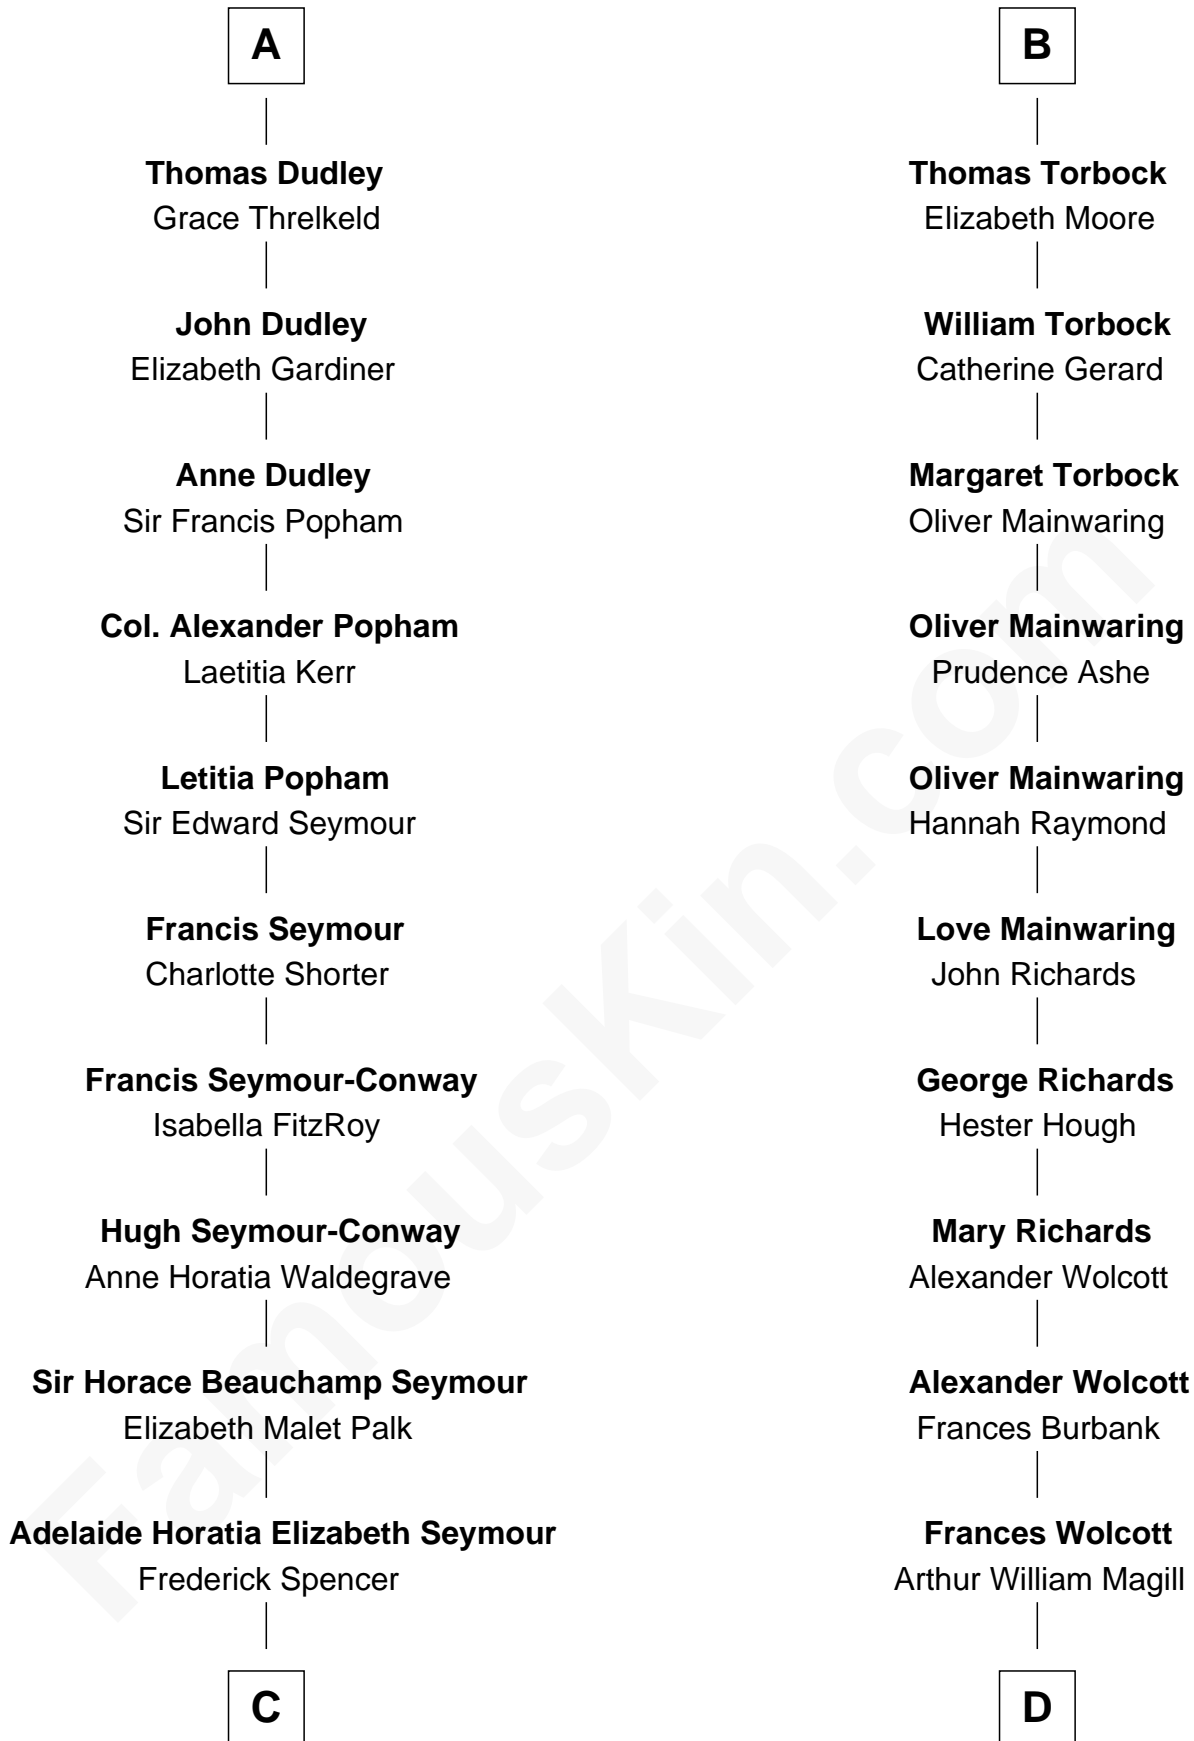 A
Thomas Dudley
Grace Threlkeld
John Dudley
Elizabeth Gardiner
Anne Dudley
Sir Francis Popham
Col. Alexander Popham
Laetitia Kerr
Letitia Popham
Sir Edward Seymour
Francis Seymour
Charlotte Shorter
Francis Seymour-Conway
Isabella FitzRoy
Hugh Seymour-Conway
Anne Horatia Waldegrave
Sir Horace Beauchamp Seymour
Elizabeth Malet Palk
Adelaide Horatia Elizabeth Seymour
Frederick Spencer
C
B
Thomas Torbock
Elizabeth Moore
William Torbock
Catherine Gerard
Margaret Torbock
Oliver Mainwaring
Oliver Mainwaring
Prudence Ashe
Oliver Mainwaring
Hannah Raymond
Love Mainwaring
John Richards
George Richards
Hester Hough
Mary Richards
Alexander Wolcott
Alexander Wolcott
Frances Burbank
Frances Wolcott
Arthur William Magill
D
FamousKin.com